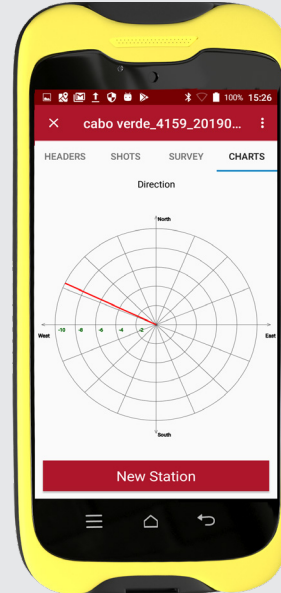 100% 15:26
cabo verde_4159_20190...
HEADERS SHOTS SURVEY CHARTS
Direction
North
West -10 -8 -6 -4 -2 East
South
New Station